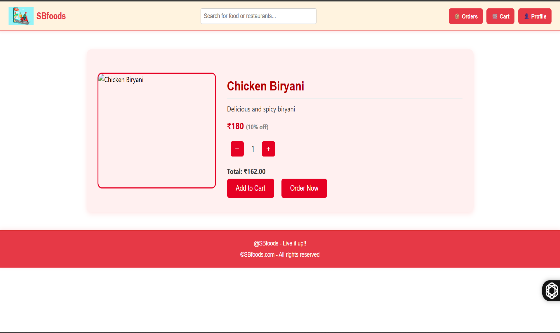 SBfoods
Search for food or restaurants...
Orders
Cart
Profile
Chicken Biryani
Chicken Biryani
Delicious and spicy biryani
₹180 (10% off)
− 1 +
Total: ₹162.00
Add to Cart
Order Now
@SBfoods - Live it up!!
©SBfoods.com - All rights reserved